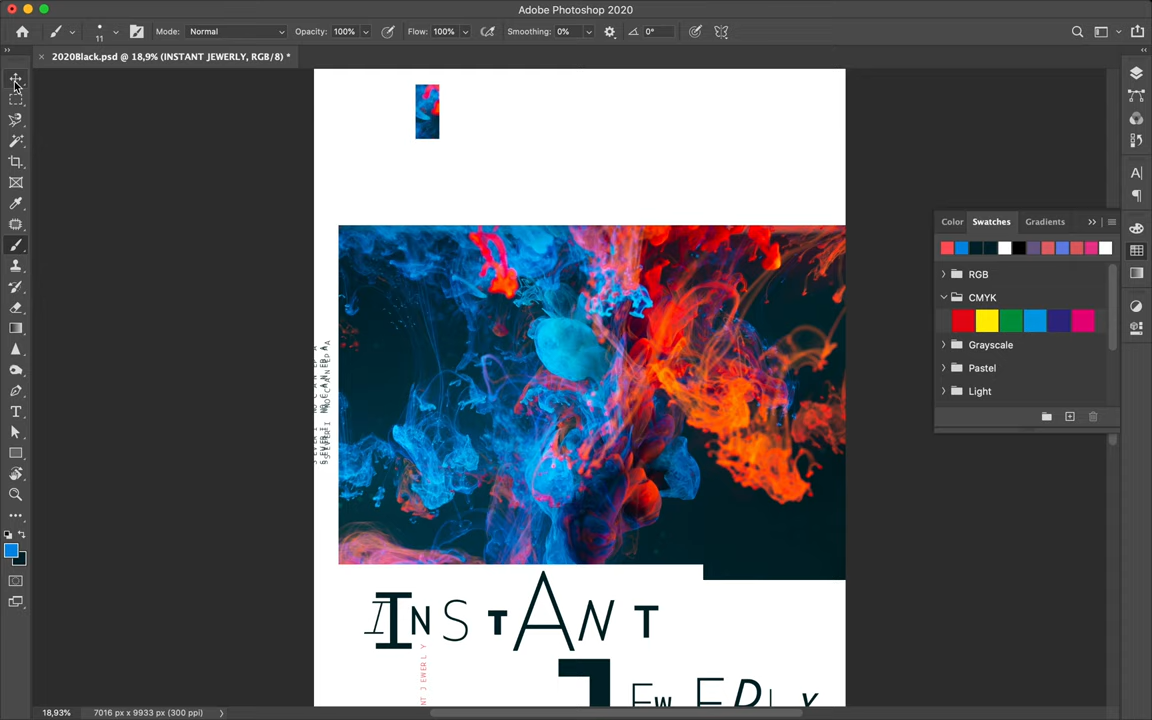 Adobe Photoshop 2020
11 Mode: Normal Opacity: 100% Flow: 100% Smoothing: 0% 0°
2020Black.psd @ 18,9% (INSTANT JEWERLY, RGB/8) *
Color Swatches Gradients
RGB
CMYK
Grayscale
Pastel
Light
INSTANT
JEWERLY
18,93% 7016 px x 9933 px (300 ppi)